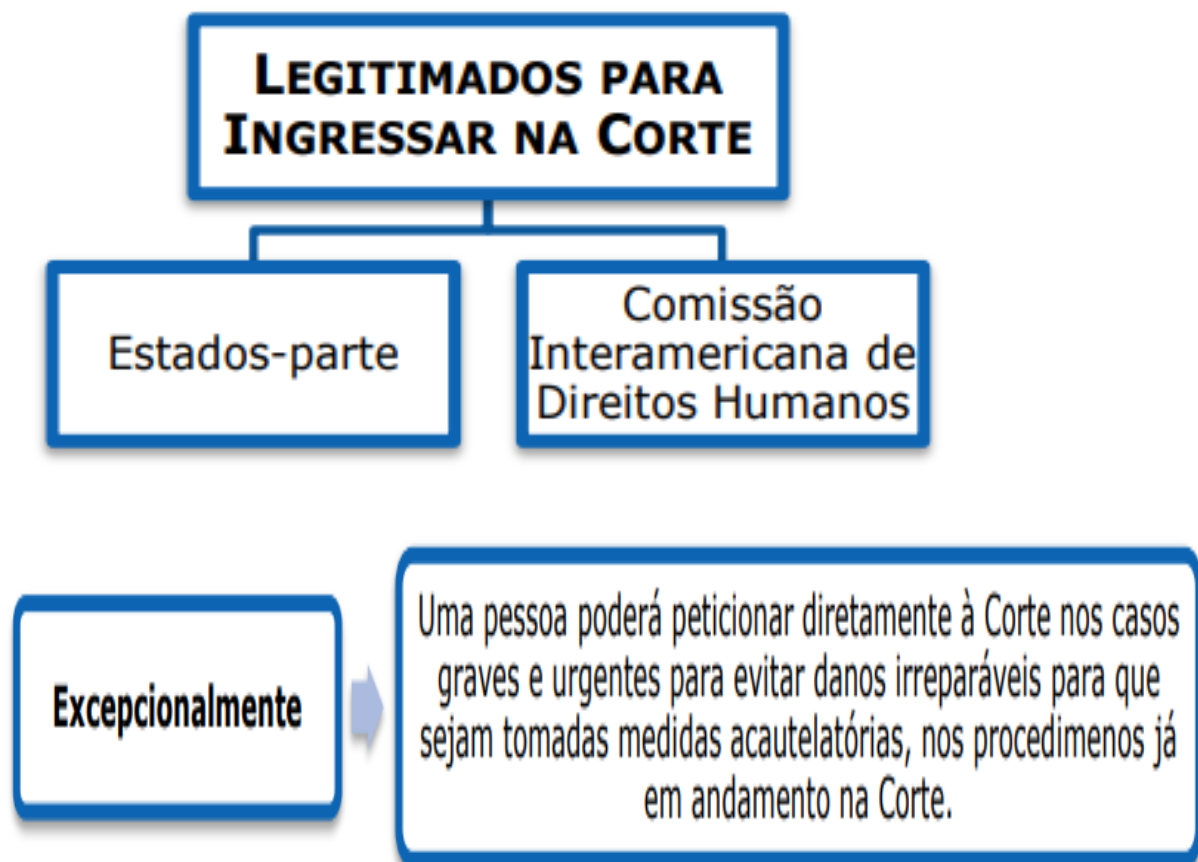 LEGITIMADOS PARA
INGRESSAR NA CORTE
Estados-parte
Comissão
Interamericana de
Direitos Humanos
Excepcionalmente
Uma pessoa poderá peticionar diretamente à Corte nos casos
graves e urgentes para evitar danos irreparáveis para que
sejam tomadas medidas acautelatórias, nos procedimenos já
em andamento na Corte.